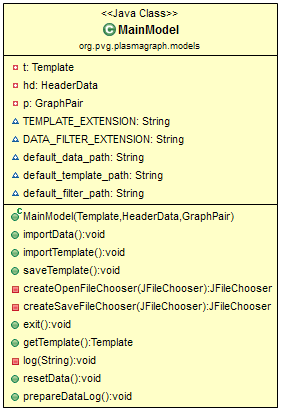 <<Java Class>>
MainModel
org.pvg.plasmagraph.models
t: Template
hd: HeaderData
p: GraphPair
TEMPLATE_EXTENSION: String
DATA_FILTER_EXTENSION: String
default_data_path: String
default_template_path: String
default_filter_path: String
MainModel(Template,HeaderData,GraphPair)
importData():void
importTemplate():void
saveTemplate():void
createOpenFileChooser(JFileChooser):JFileChooser
createSaveFileChooser(JFileChooser):JFileChooser
exit():void
getTemplate():Template
log(String):void
resetData():void
prepareDataLog():void